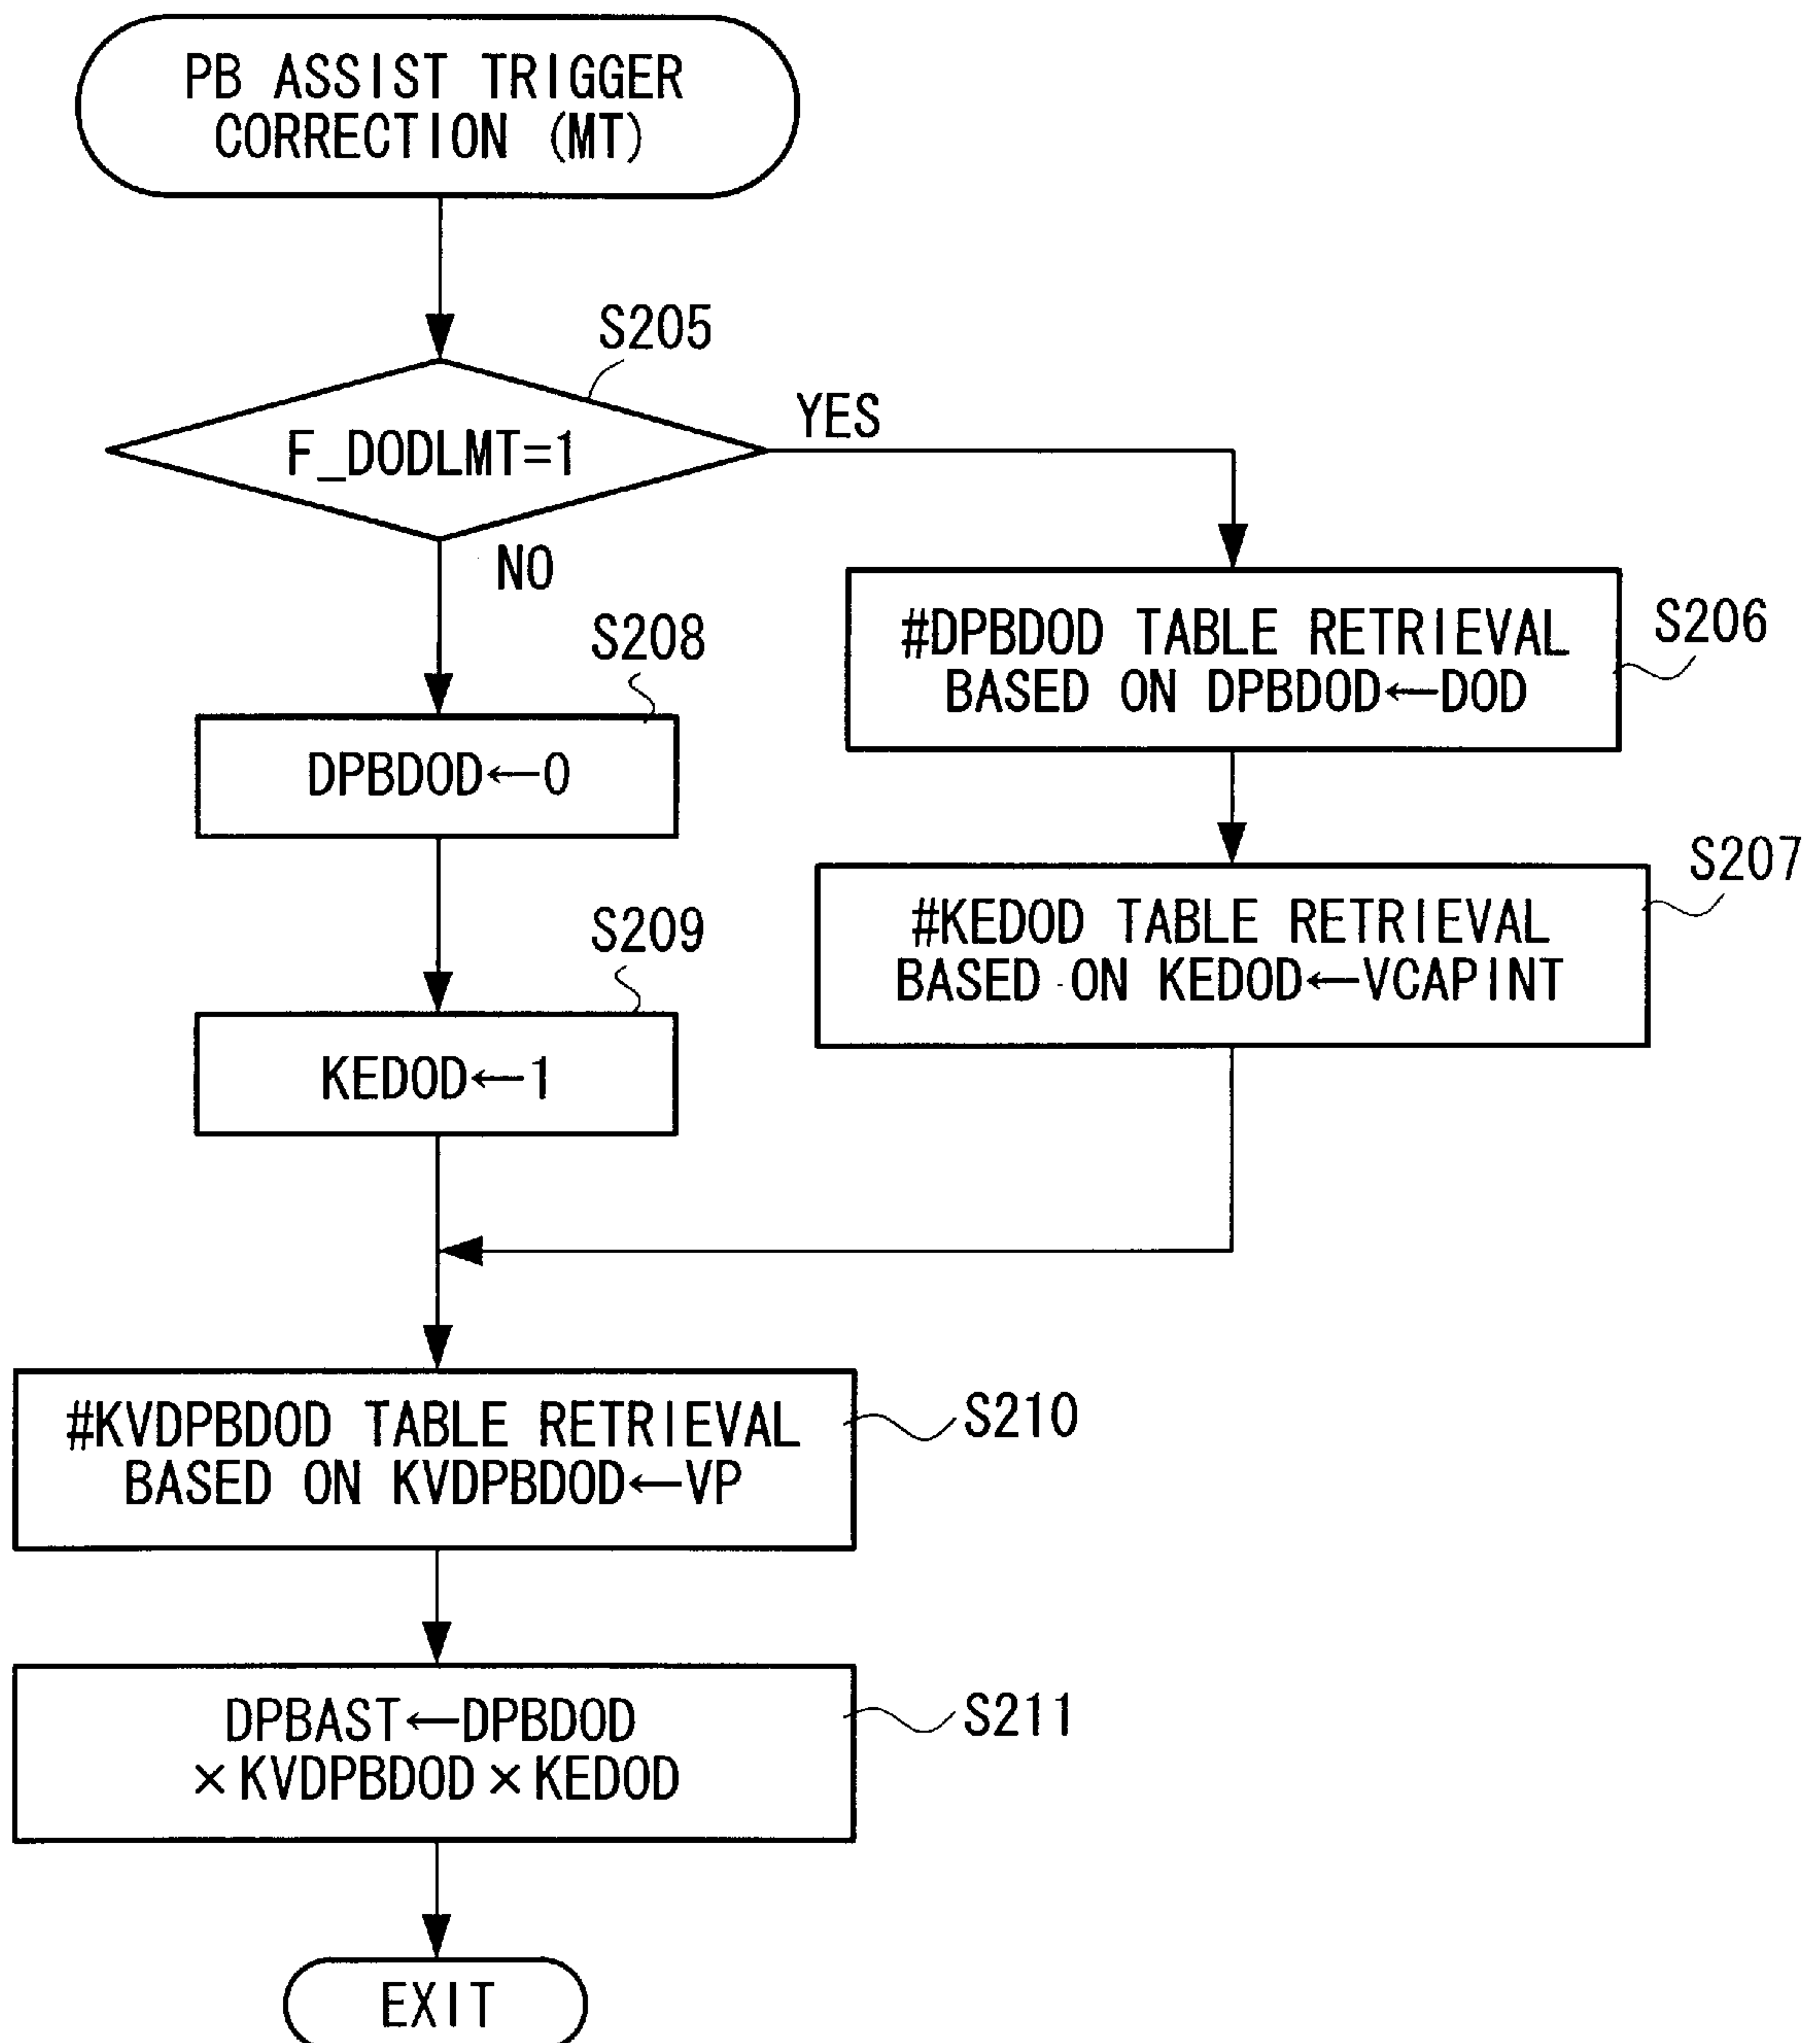 PB ASSIST TRIGGER
CORRECTION (MT)
S205
F_DODLMT=1
YES
NO
#DPBDOD TABLE RETRIEVAL
BASED ON DPBDOD←DOD
S206
S208
DPBDOD←0
#KEDOD TABLE RETRIEVAL
BASED ON KEDOD←VCAPINT
S207
S209
KEDOD←1
#KVDPBDOD TABLE RETRIEVAL
BASED ON KVDPBDOD←VP
S210
DPBAST←DPBDOD
×KVDPBDOD×KEDOD
S211
EXIT